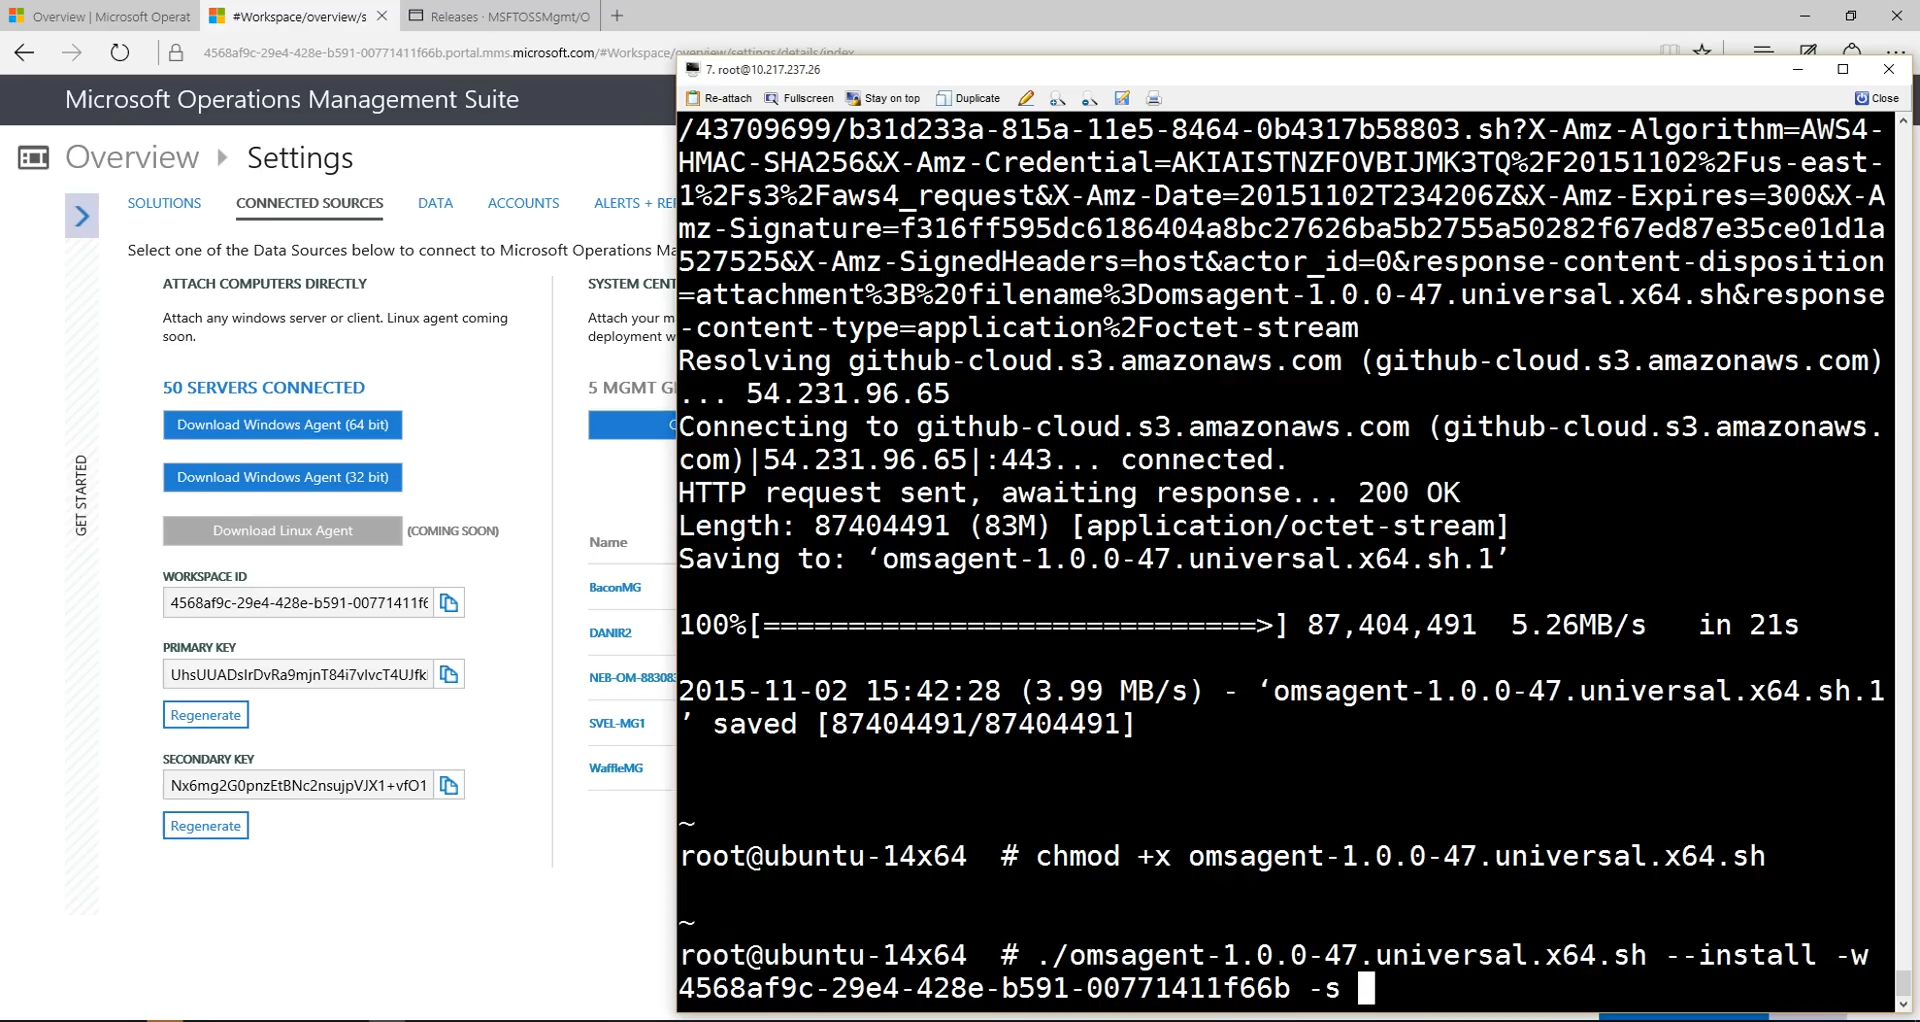 Overview | Microsoft Operat
#Workspace/overview/s
Releases · MSFTOSSMgmt/O
4568af9c-29e4-428e-b591-00771411f66b.portal.mms.microsoft.com/#Workspace/overview/settings/details/index
Microsoft Operations Management Suite
Overview
Settings
SOLUTIONS
CONNECTED SOURCES
DATA
ACCOUNTS
ALERTS + RE
Select one of the Data Sources below to connect to Microsoft Operations Ma
GET STARTED
ATTACH COMPUTERS DIRECTLY
Attach any windows server or client. Linux agent coming
soon.
50 SERVERS CONNECTED
Download Windows Agent (64 bit)
Download Windows Agent (32 bit)
Download Linux Agent
(COMING SOON)
WORKSPACE ID
4568af9c-29e4-428e-b591-00771411f6
PRIMARY KEY
UhsUUADsIrDvRa9mjnT84i7vIvcT4UJfk
Regenerate
SECONDARY KEY
Nx6mg2G0pnzEtBNc2nsujpVJX1+vfO1
Regenerate
SYSTEM CENT
Attach your m
deployment w
5 MGMT G
Name
BaconMG
DANIR2
NEB-OM-88308
SVEL-MG1
WaffleMG
7. root@10.217.237.26
Re-attach
Fullscreen
Stay on top
Duplicate
Close
/43709699/b31d233a-815a-11e5-8464-0b4317b58803.sh?X-Amz-Algorithm=AWS4-
HMAC-SHA256&X-Amz-Credential=AKIAISTNZFOVBIJMK3TQ%2F20151102%2Fus-east-
1%2Fs3%2Faws4_request&X-Amz-Date=20151102T234206Z&X-Amz-Expires=300&X-A
mz-Signature=f316ff595dc6186404a8bc27626ba5b2755a50282f67ed87e35ce01d1a
527525&X-Amz-SignedHeaders=host&actor_id=0&response-content-disposition
=attachment%3B%20filename%3Domsagent-1.0.0-47.universal.x64.sh&response
-content-type=application%2Foctet-stream
Resolving github-cloud.s3.amazonaws.com (github-cloud.s3.amazonaws.com)
... 54.231.96.65
Connecting to github-cloud.s3.amazonaws.com (github-cloud.s3.amazonaws.
com)|54.231.96.65|:443... connected.
HTTP request sent, awaiting response... 200 OK
Length: 87404491 (83M) [application/octet-stream]
Saving to: ‘omsagent-1.0.0-47.universal.x64.sh.1’
100%[=============================>] 87,404,491 5.26MB/s in 21s
2015-11-02 15:42:28 (3.99 MB/s) - ‘omsagent-1.0.0-47.universal.x64.sh.1
’ saved [87404491/87404491]
~
root@ubuntu-14x64 # chmod +x omsagent-1.0.0-47.universal.x64.sh
~
root@ubuntu-14x64 # ./omsagent-1.0.0-47.universal.x64.sh --install -w
4568af9c-29e4-428e-b591-00771411f66b -s